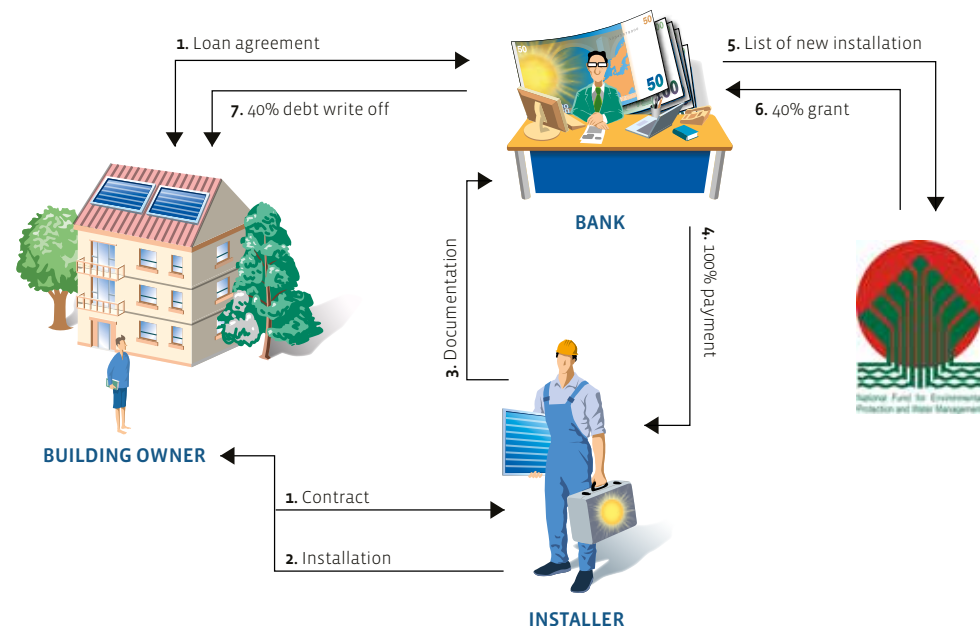 1. Loan agreement
5. List of new installation
7. 40% debt write off
6. 40% grant
50
50
50
BANK
3. Documentation
4. 100% payment
National Fund for Environmental
Protection and Water Management
BUILDING OWNER
1. Contract
2. Installation
INSTALLER